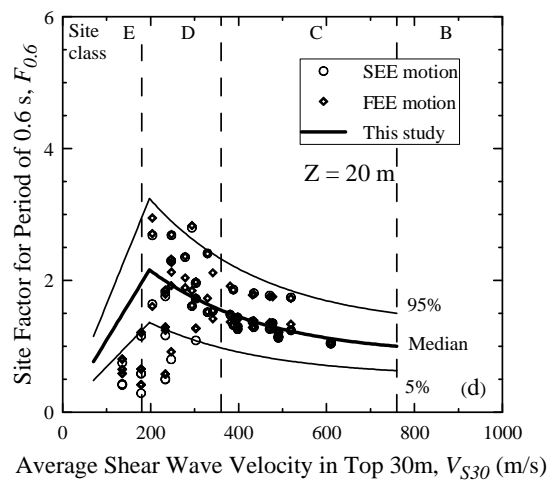 Site class E D C B
SEE motion
FEE motion
This study
Z = 20 m
95%
Median
5%
(d)
6
4
2
0
0 200 400 600 800 1000
Site Factor for Period of 0.6 s, F0.6
Average Shear Wave Velocity in Top 30m, VS30 (m/s)